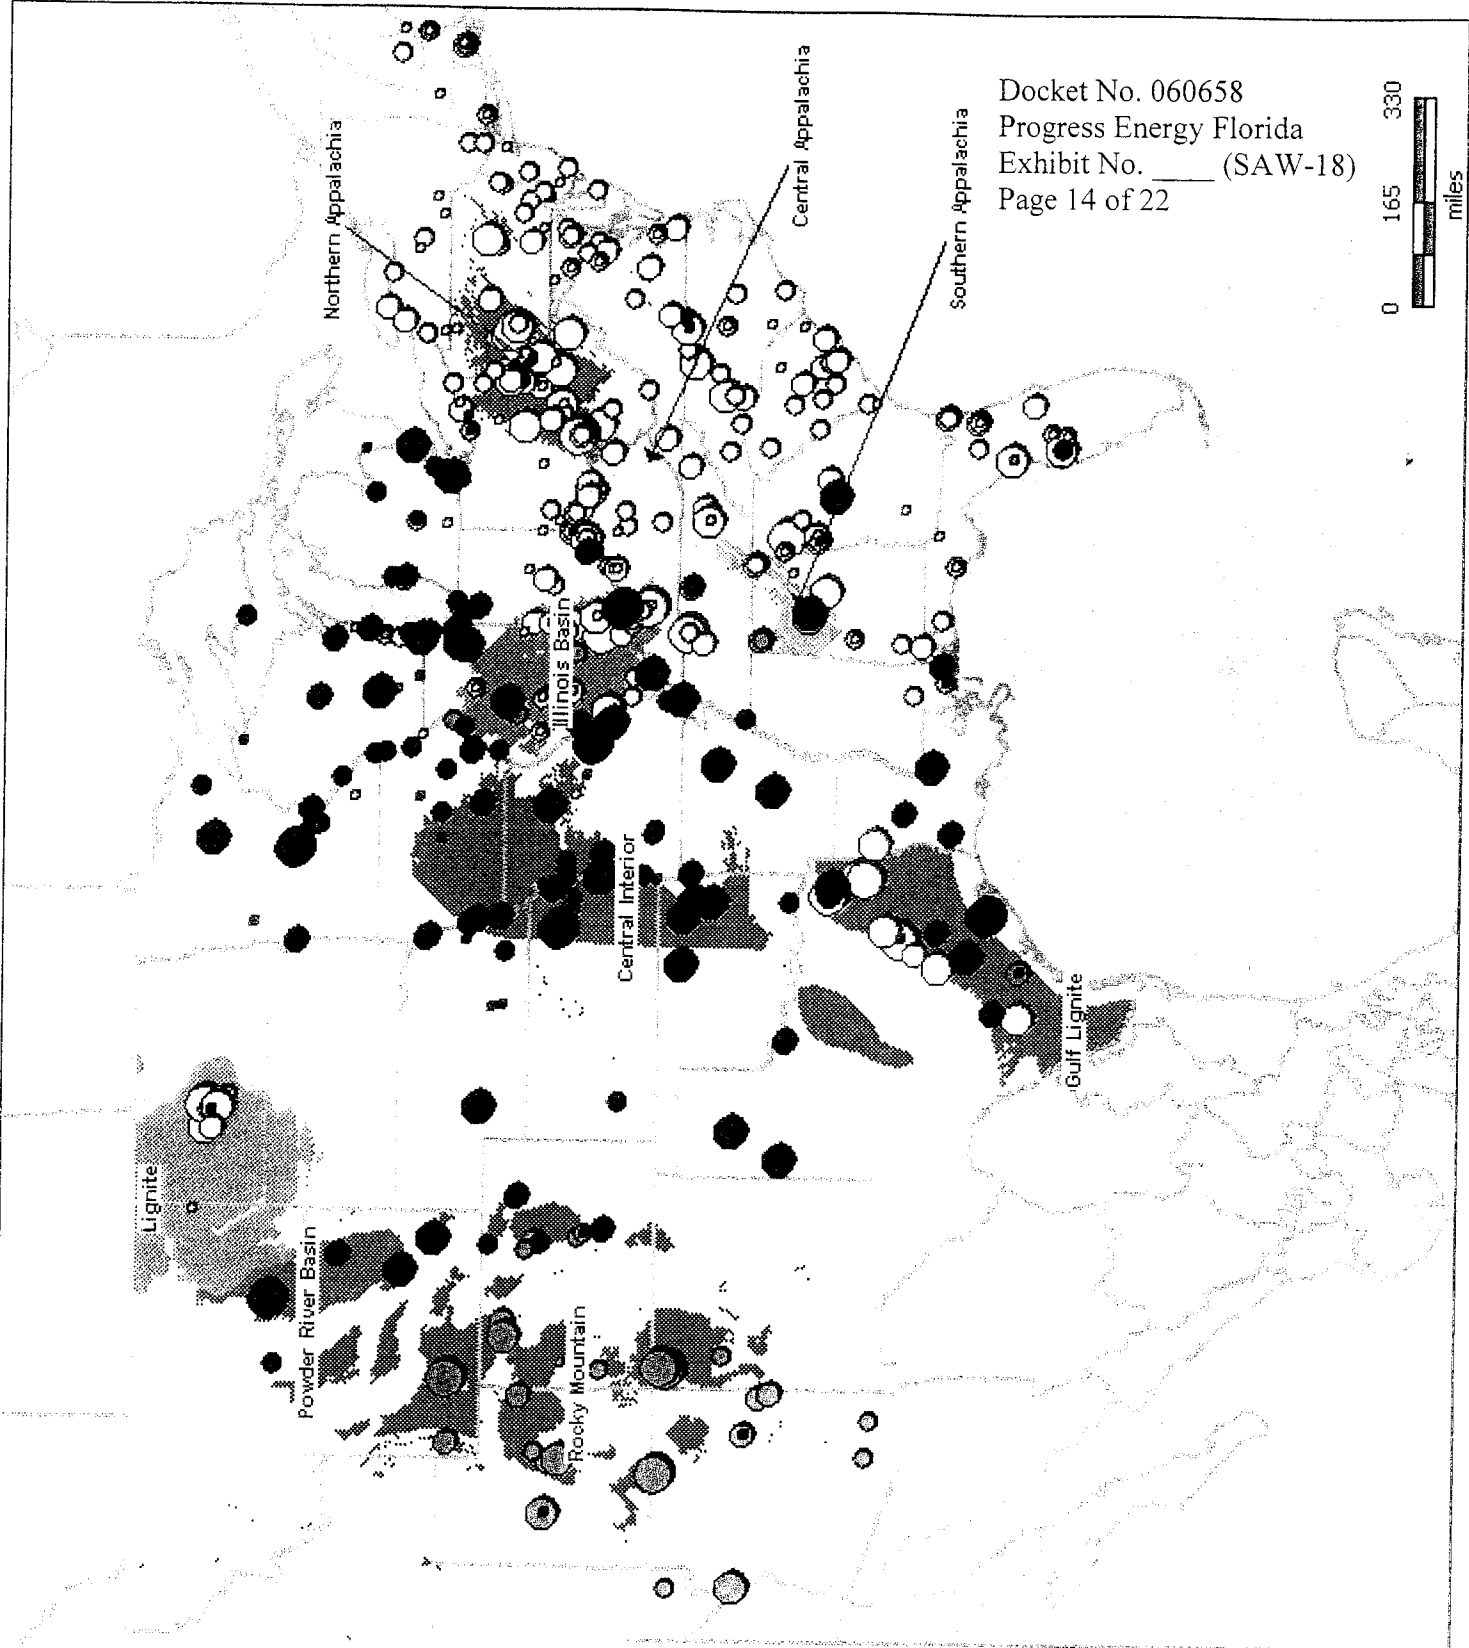 Docket No. 060658
Progress Energy Florida
Exhibit No. ____ (SAW-18)
Page 14 of 22
Northern Appalachia
Central Appalachia
Southern Appalachia
Illinois Basin
Central Interior
Gulf Lignite
Lignite
Powder River Basin
Rocky Mountain
0 165 330
miles